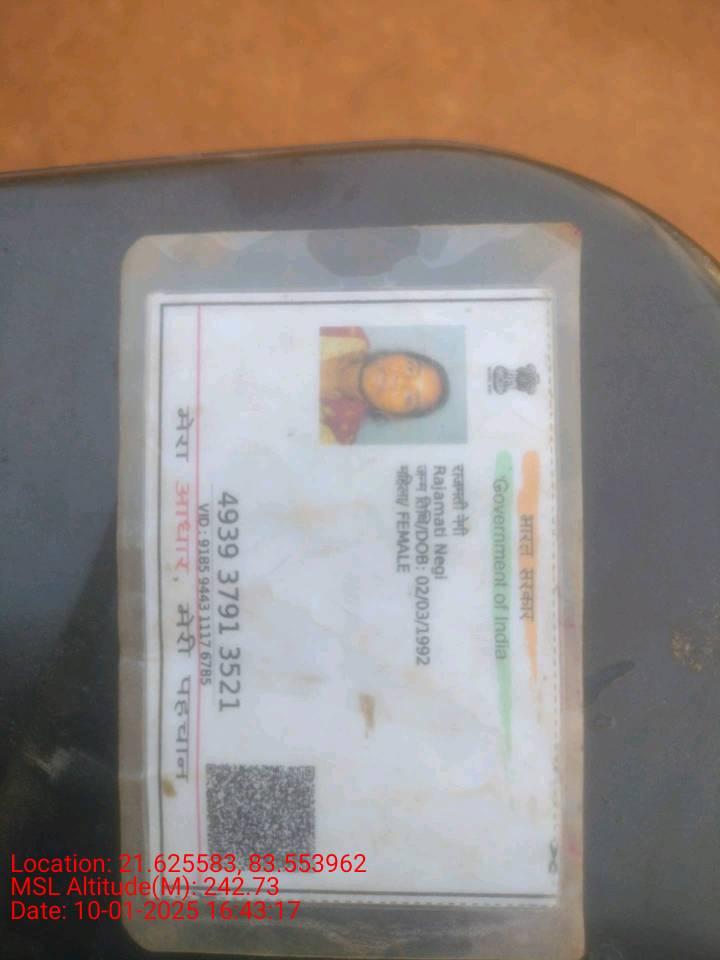 भारत सरकार
Government of India
राजमती नेगी
Rajamati Negi
जन्म तिथि/DOB: 02/03/1992
महिला/ FEMALE
4939 3791 3521
VID : 9185 9443 1117 6785
मेरा आधार, मेरी पहचान
Location: 21.625583, 83.553962
MSL Altitude(M): 242.73
Date: 10-01-2025 16:43:17